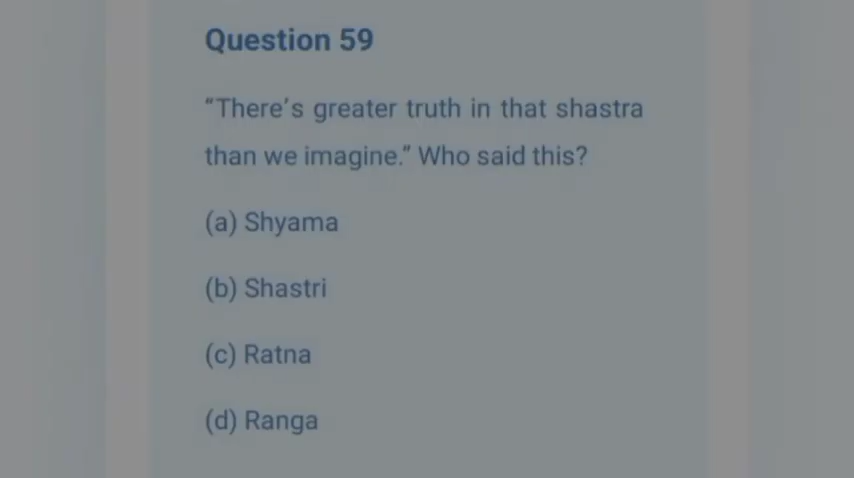 Question 59
“There’s greater truth in that shastra
than we imagine.” Who said this?
(a) Shyama
(b) Shastri
(c) Ratna
(d) Ranga